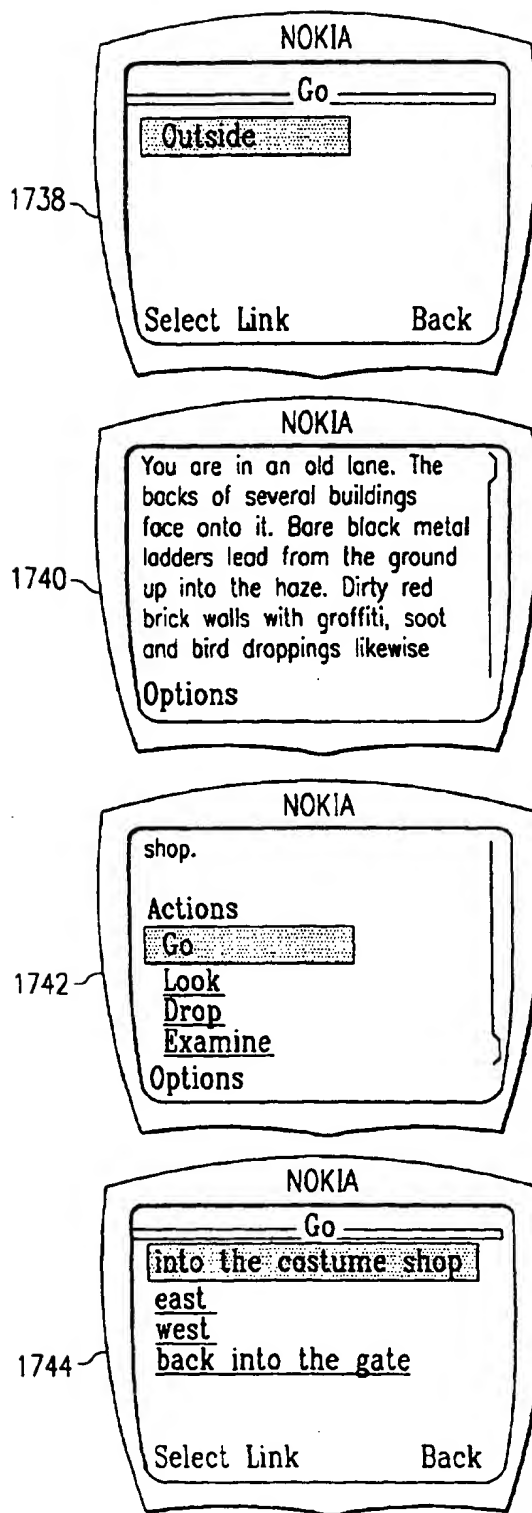 NOKIA
Go
Outside
1738
Select Link Back
NOKIA
You are in an old lane. The
backs of several buildings
face onto it. Bare black metal
ladders lead from the ground
1740
up into the haze. Dirty red
brick walls with graffiti, soot
and bird droppings likewise
Options
NOKIA
shop.
Actions
Go
1742
Look
Drop
Examine
Options
NOKIA
Go
into the costume shop
east
west
1744
back into the gate
Select Link Back